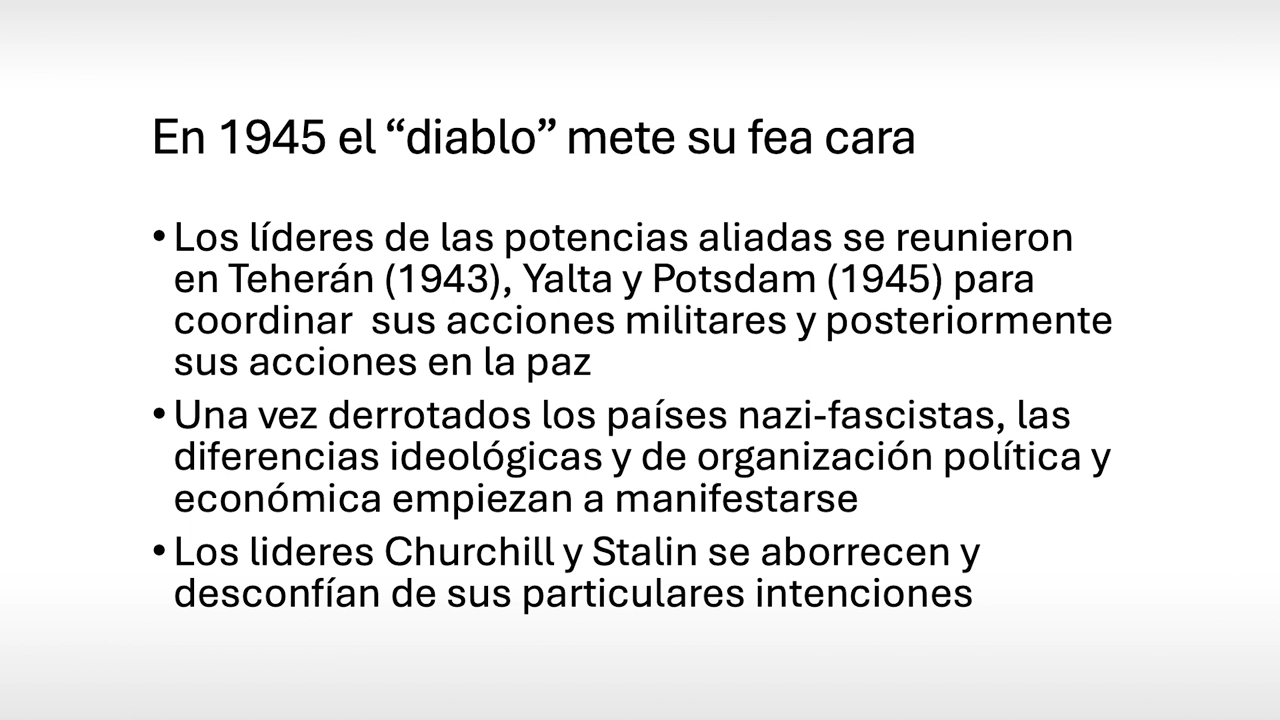 En 1945 el “diablo” mete su fea cara
• Los líderes de las potencias aliadas se reunieron
en Teherán (1943), Yalta y Potsdam (1945) para
coordinar  sus acciones militares y posteriormente
sus acciones en la paz
• Una vez derrotados los países nazi-fascistas, las
diferencias ideológicas y de organización política y
económica empiezan a manifestarse
• Los lideres Churchill y Stalin se aborrecen y
desconfían de sus particulares intenciones